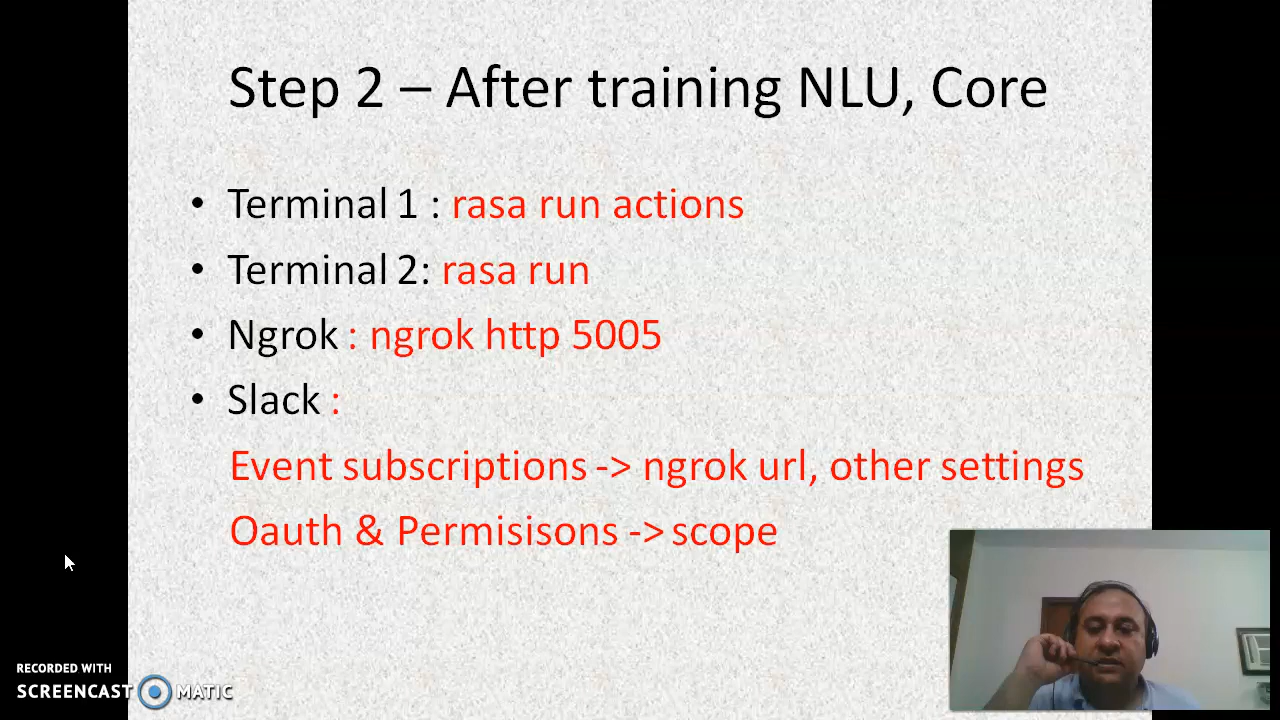 Step 2 – After training NLU, Core
• Terminal 1 : rasa run actions
• Terminal 2: rasa run
• Ngrok : ngrok http 5005
• Slack :
Event subscriptions -> ngrok url, other settings
Oauth & Permisisons -> scope
RECORDED WITH
SCREENCAST MATIC